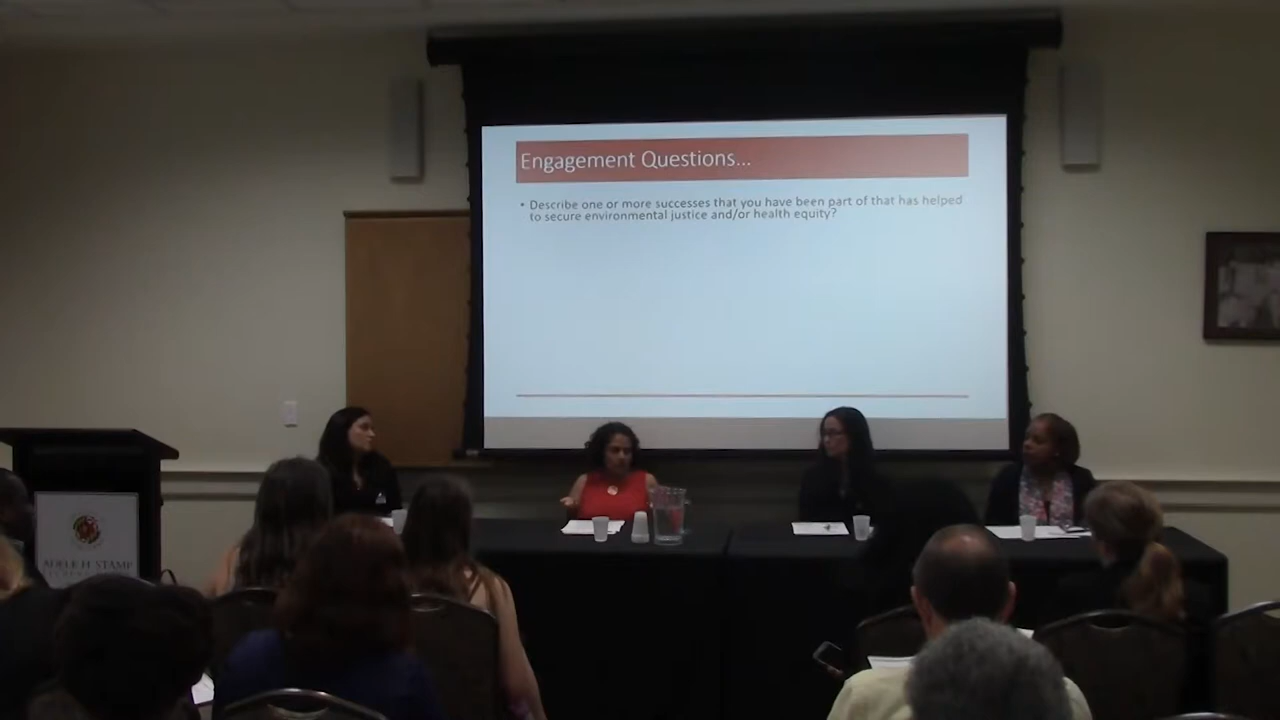 Engagement Questions...
• Describe one or more successes that you have been part of that has helped
to secure environmental justice and/or health equity?
ADELE H. STAMP